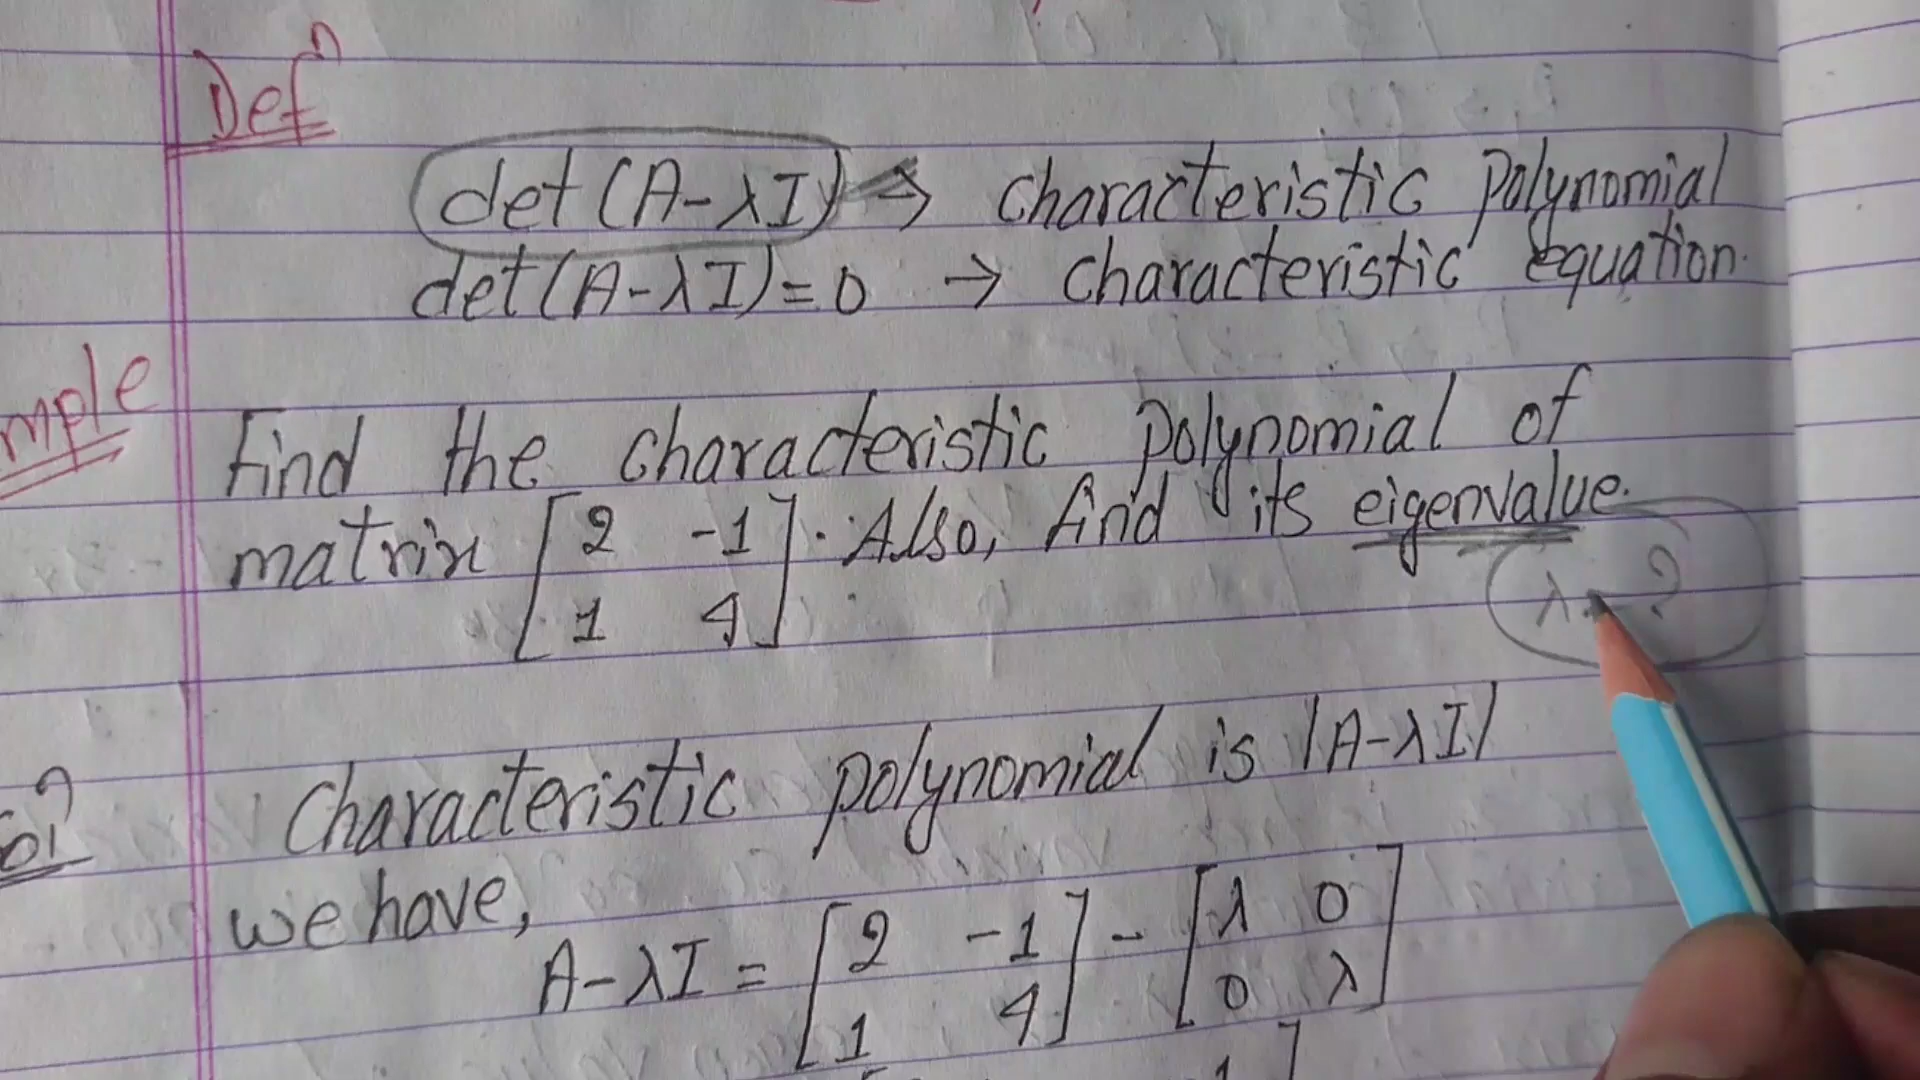 Defⁿ
det(A-λI) → characteristic polynomial
det(A-λI)=0 → characteristic equation.
mple
Find the characteristic polynomial of
matrix [2 -1
1 4]. Also, find its eigenvalue.
λ = ?
Characteristic polynomial is |A-λI|
we have,
A-λI = [2 -1
1 4] - [λ 0
0 λ]